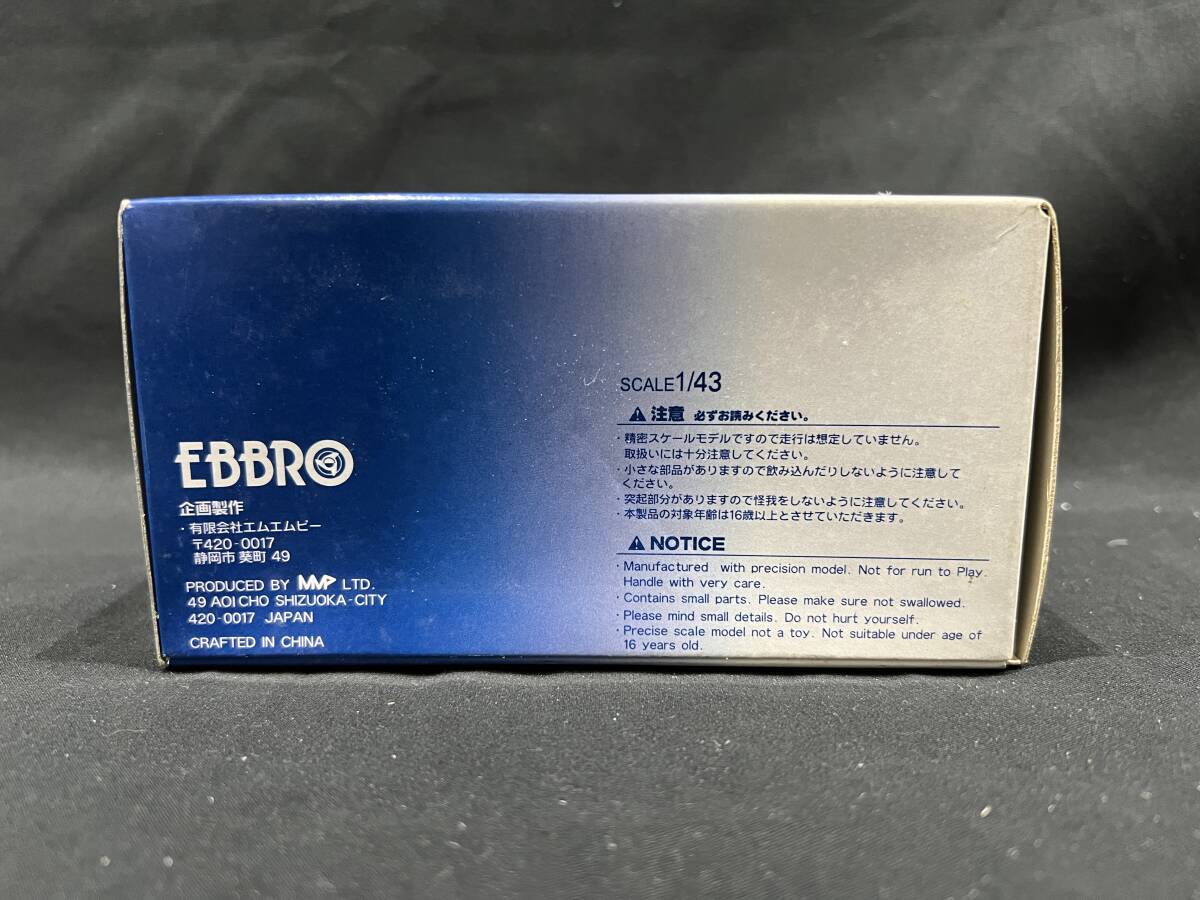 EBBRO
企画製作
・有限会社エムエムピー
〒420-0017
静岡市 葵町 49
PRODUCED BY MMP LTD.
49 AOI CHO SHIZUOKA-CITY
420-0017 JAPAN
CRAFTED IN CHINA
SCALE1/43
⚠ 注意 必ずお読みください。
・精密スケールモデルですので走行は想定していません。
取扱いには十分注意してください。
・小さな部品がありますので飲み込んだりしないように注意して
ください。
・突起部分がありますので怪我をしないように注意してください。
・本製品の対象年齢は16歳以上とさせていただきます。
⚠ NOTICE
・Manufactured with precision model. Not for run to Play.
Handle with very care.
・Contains small parts. Please make sure not swallowed.
・Please mind small details. Do not hurt yourself.
・Precise scale model not a toy. Not suitable under age of
16 years old.